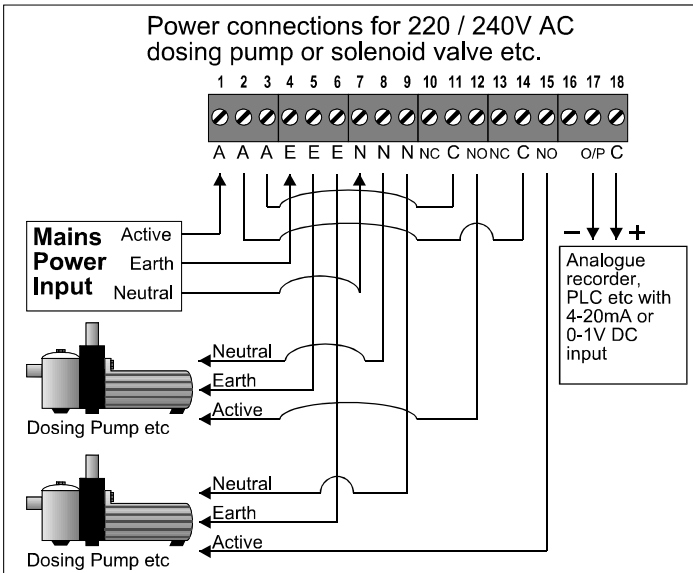 Power connections for 220 / 240V AC
dosing pump or solenoid valve etc.
1 2 3 4 5 6 7 8 9 10 11 12 13 14 15 16 17 18
A A A E E E N N N NC C NO NC C NO O/P C
Mains
Power
Input
Active
Earth
Neutral
− +
Analogue
recorder,
PLC etc with
4-20mA or
0-1V DC
input
Neutral
Earth
Active
Dosing Pump etc
Neutral
Earth
Active
Dosing Pump etc